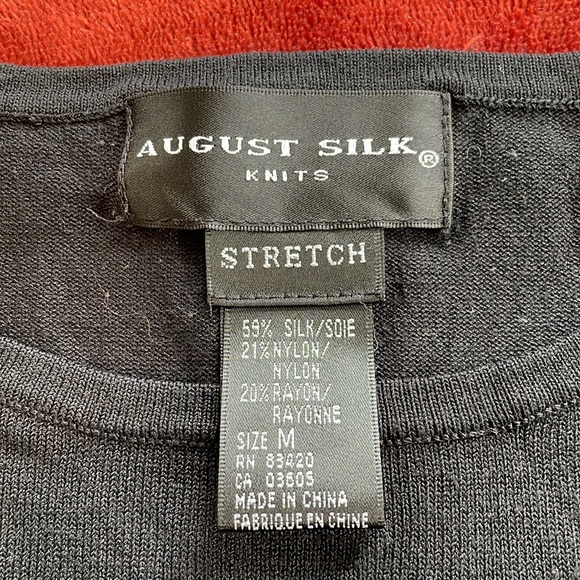 AUGUST SILK®
KNITS
STRETCH
59% SILK/SOIE
21% NYLON/
NYLON
20% RAYON/
RAYONNE
SIZE M
RN 83420
CA 03605
MADE IN CHINA
FABRIQUE EN CHINE